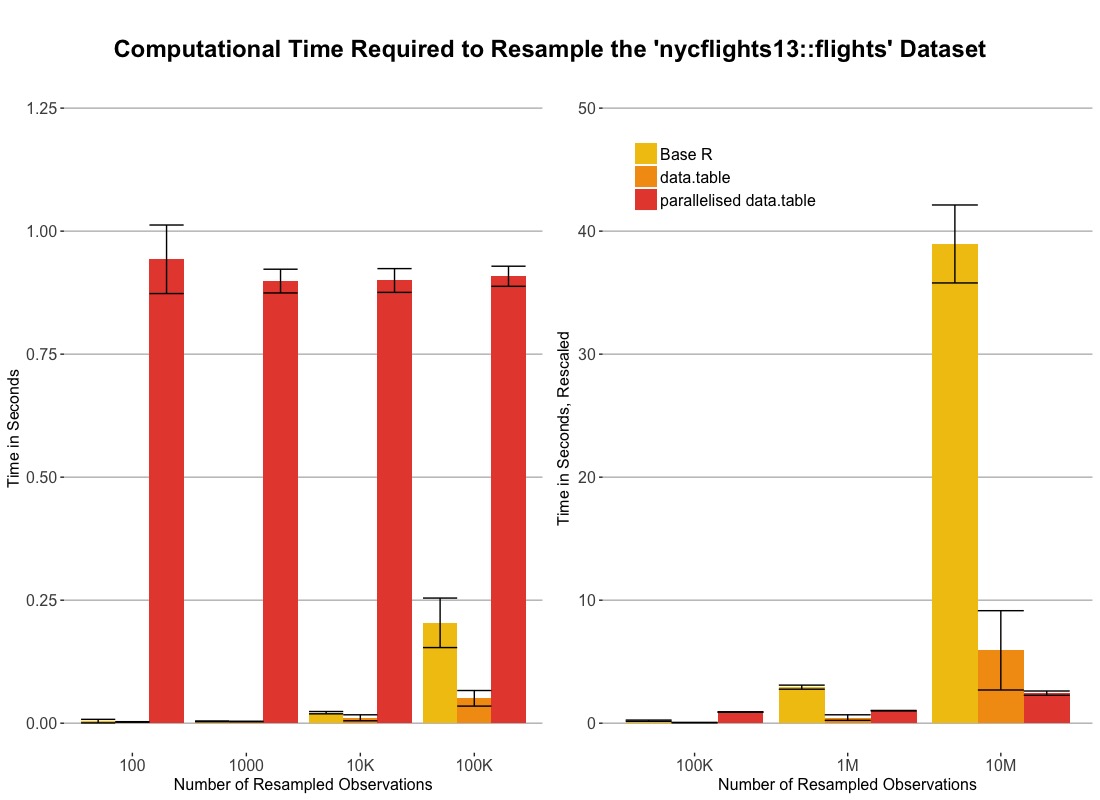 Computational Time Required to Resample the 'nycflights13::flights' Dataset
Time in Seconds
1.25
1.00
0.75
0.50
0.25
0.00
100 1000 10K 100K
Number of Resampled Observations
Time in Seconds, Rescaled
50
40
30
20
10
0
Base R
data.table
parallelised data.table
100K 1M 10M
Number of Resampled Observations